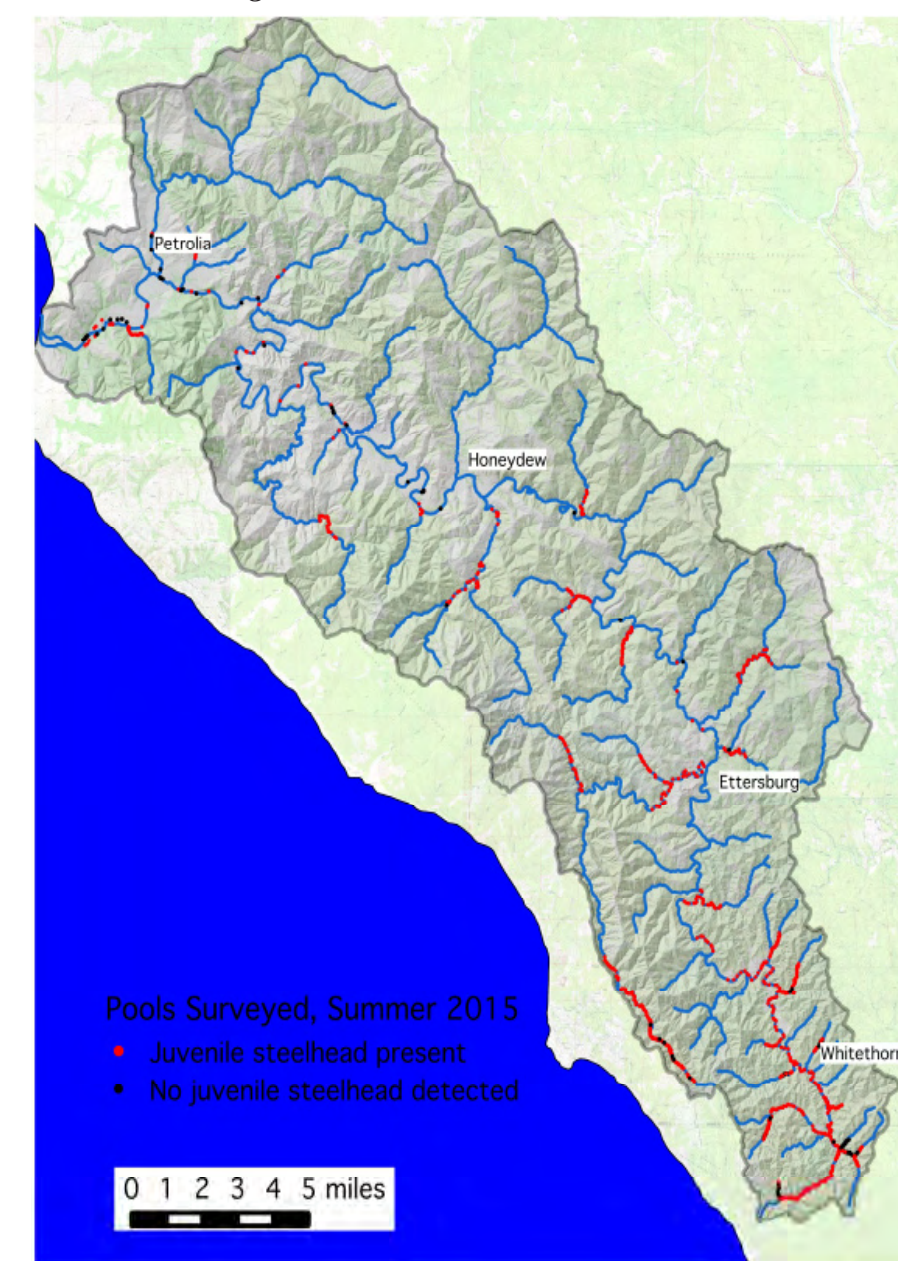 Petrolia
Honeydew
Ettersburg
Pools Surveyed, Summer 2015
Juvenile steelhead present
Whitethorn
No juvenile steelhead detected
0 1 2 3 4 5 miles